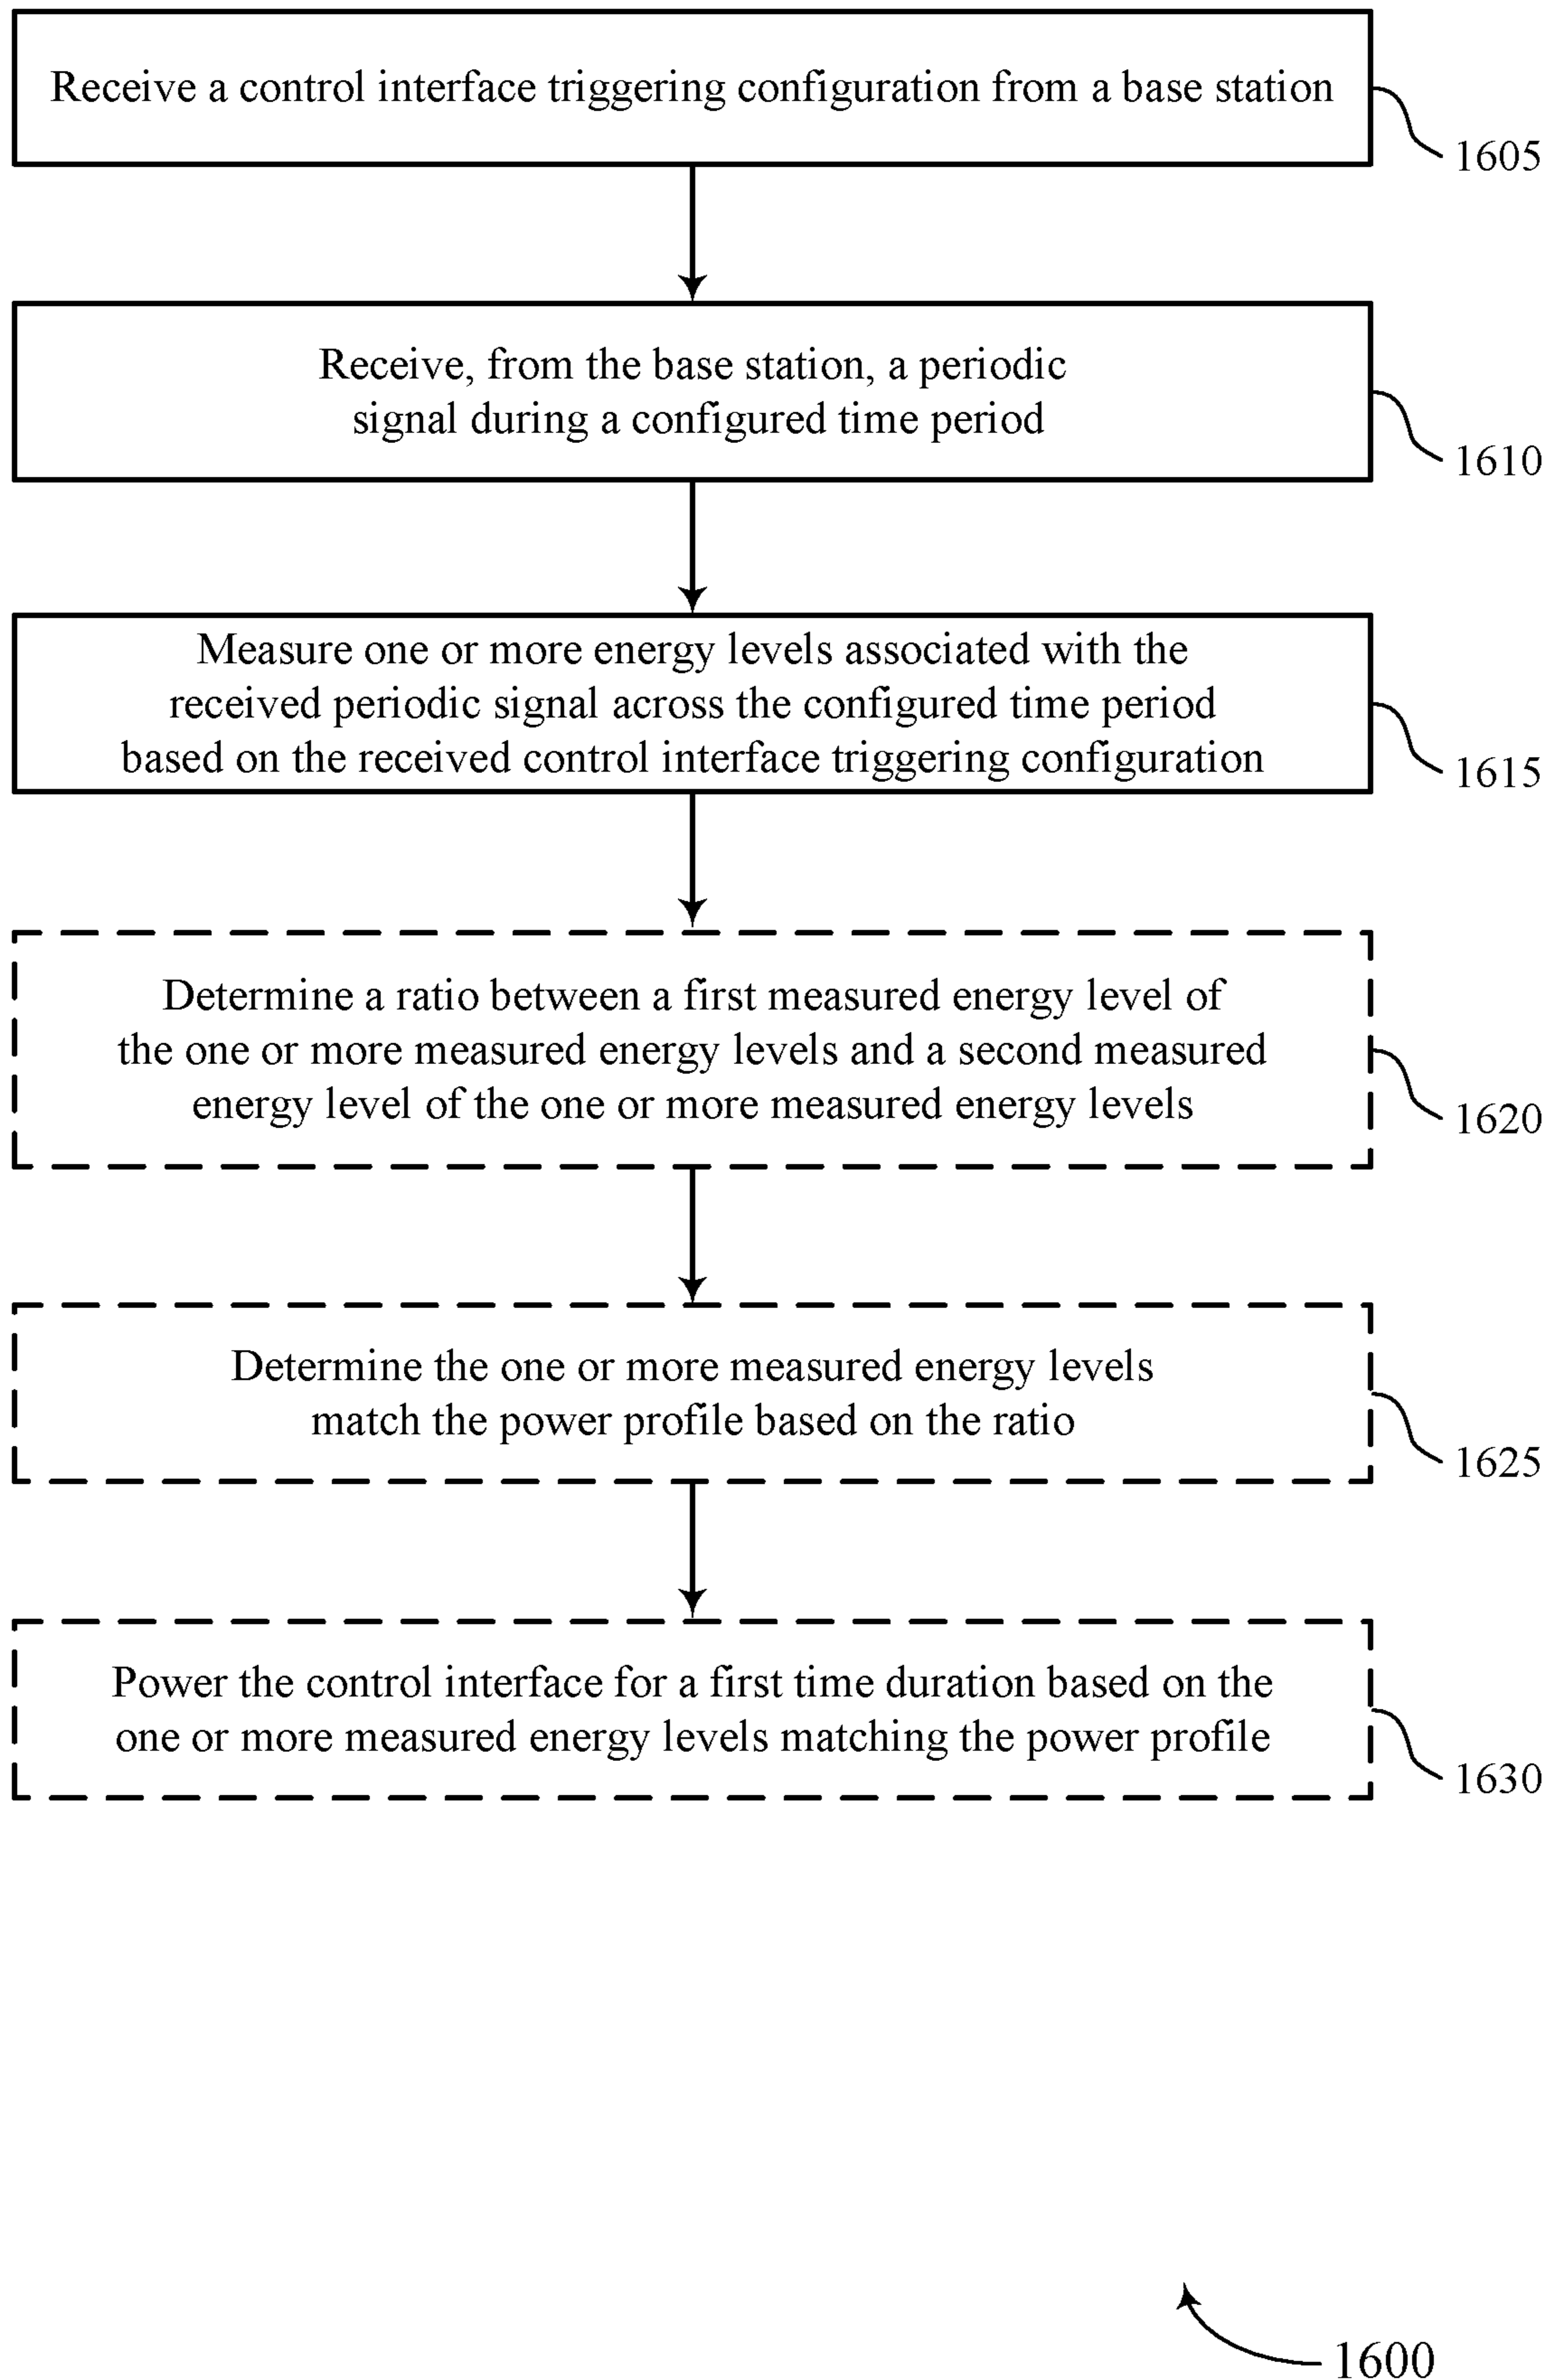 Receive a control interface triggering configuration from a base station
1605
Receive, from the base station, a periodic
signal during a configured time period
1610
Measure one or more energy levels associated with the
received periodic signal across the configured time period
based on the received control interface triggering configuration
1615
Determine a ratio between a first measured energy level of
the one or more measured energy levels and a second measured
energy level of the one or more measured energy levels
1620
Determine the one or more measured energy levels
match the power profile based on the ratio
1625
Power the control interface for a first time duration based on the
one or more measured energy levels matching the power profile
1630
1600